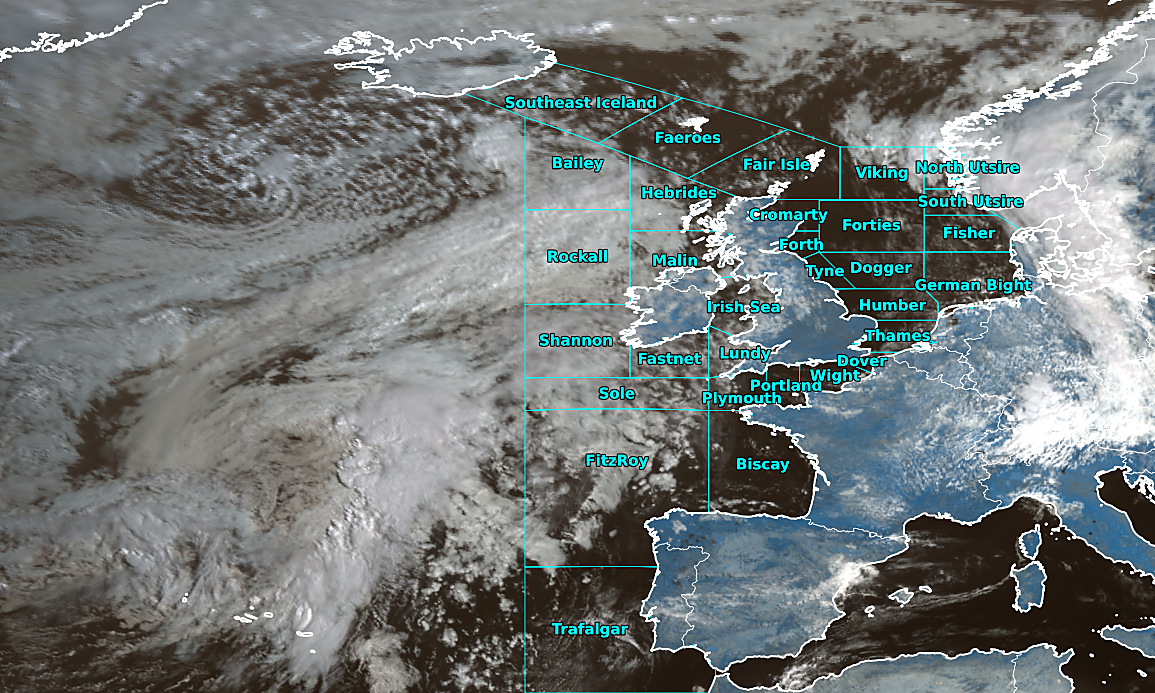 Southeast Iceland
Faeroes
Bailey
Fair Isle
Viking
North Utsire
Hebrides
South Utsire
Cromarty
Forties
Fisher
Forth
Rockall
Malin
Tyne
Dogger
German Bight
Irish Sea
Humber
Shannon
Thames
Fastnet
Lundy
Dover
Wight
Portland
Sole
Plymouth
FitzRoy
Biscay
Trafalgar